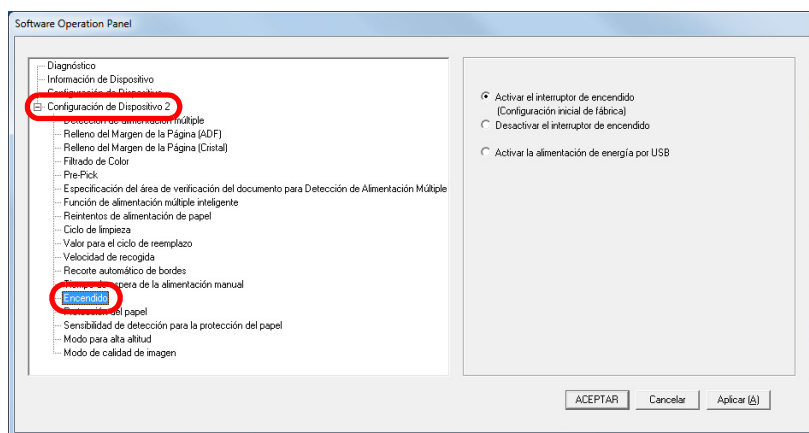 Software Operation Panel
Diagnóstico
Información de Dispositivo
Configuración de Dispositivo
Configuración de Dispositivo 2
Detección de alimentación múltiple
Relleno del Margen de la Página (ADF)
Relleno del Margen de la Página (Cristal)
Filtrado de Color
Pre-Pick
Especificación del área de verificación del documento para Detección de Alimentación Múltiple
Función de alimentación múltiple inteligente
Reintentos de alimentación de papel
Ciclo de limpieza
Valor para el ciclo de reemplazo
Velocidad de recogida
Recorte automático de bordes
Tiempo de espera de la alimentación manual
Encendido
Protección del papel
Sensibilidad de detección para la protección del papel
Modo para alta altitud
Modo de calidad de imagen
Activar el interruptor de encendido
(Configuración inicial de fábrica)
Desactivar el interruptor de encendido
Activar la alimentación de energía por USB
ACEPTAR Cancelar Aplicar (A)